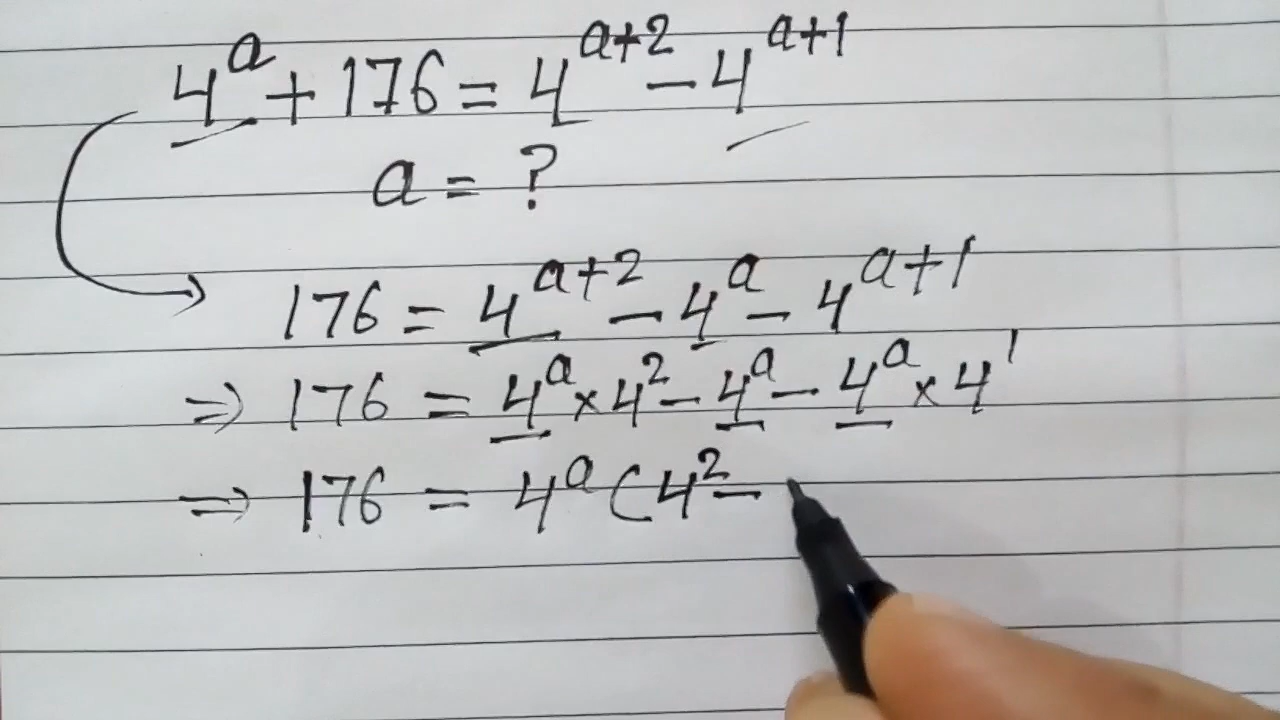 4^a + 176 = 4^{a+2} - 4^{a+1}
a = ?
176 = 4^{a+2} - 4^a - 4^{a+1}
⇒ 176 = 4^a × 4^2 - 4^a - 4^a × 4^1
⇒ 176 = 4^a (4^2 -